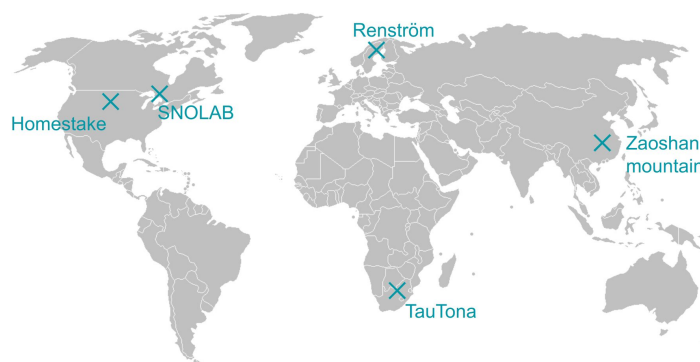 Renström
Homestake
SNOLAB
Zaoshan
mountain
TauTona